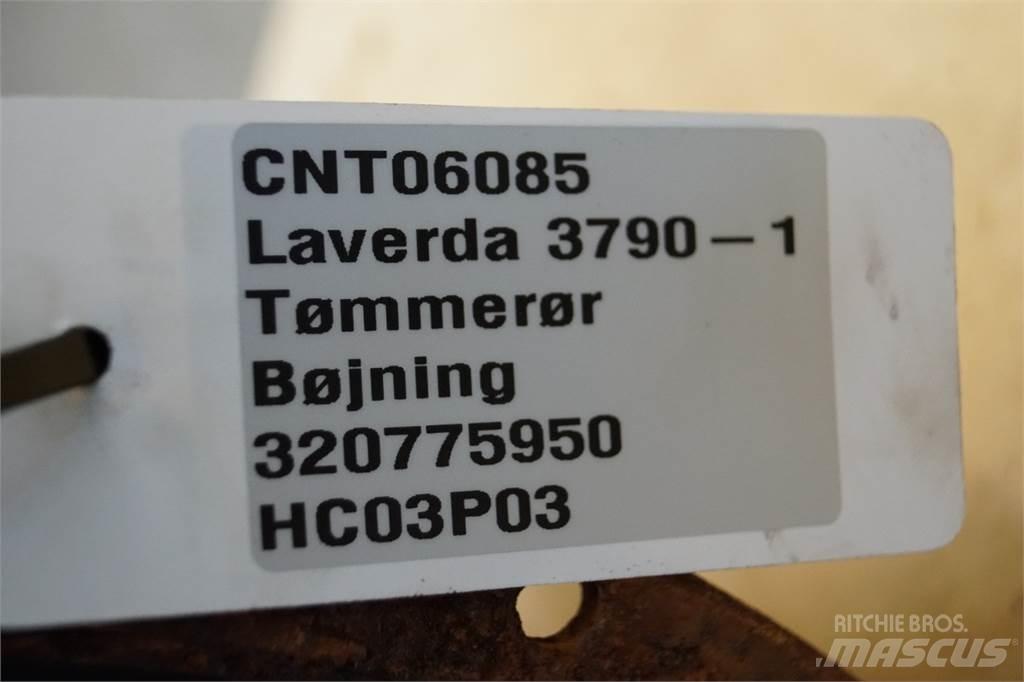 CNT06085
Laverda 3790-1
Tømmerør
Bøjning
320775950
HC03P03
RITCHIE BROS.
MASCUS